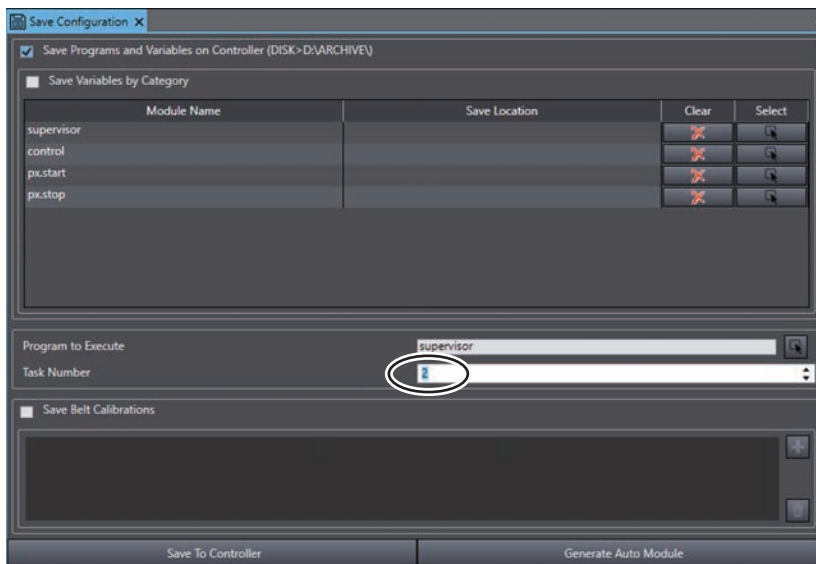 Save Configuration X
Save Programs and Variables on Controller (DISK>D:\ARCHIVE\)
Save Variables by Category
Module Name Save Location Clear Select
supervisor
control
px.start
px.stop
Program to Execute supervisor
Task Number 2
Save Belt Calibrations
Save To Controller Generate Auto Module